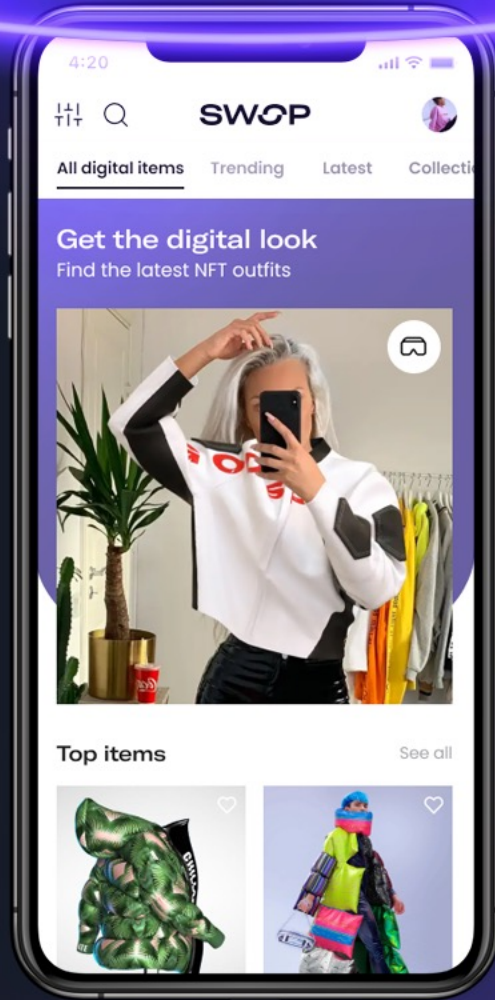 4:20
SWOP
All digital items Trending Latest Collecti
Get the digital look
Find the latest NFT outfits
Top items See all